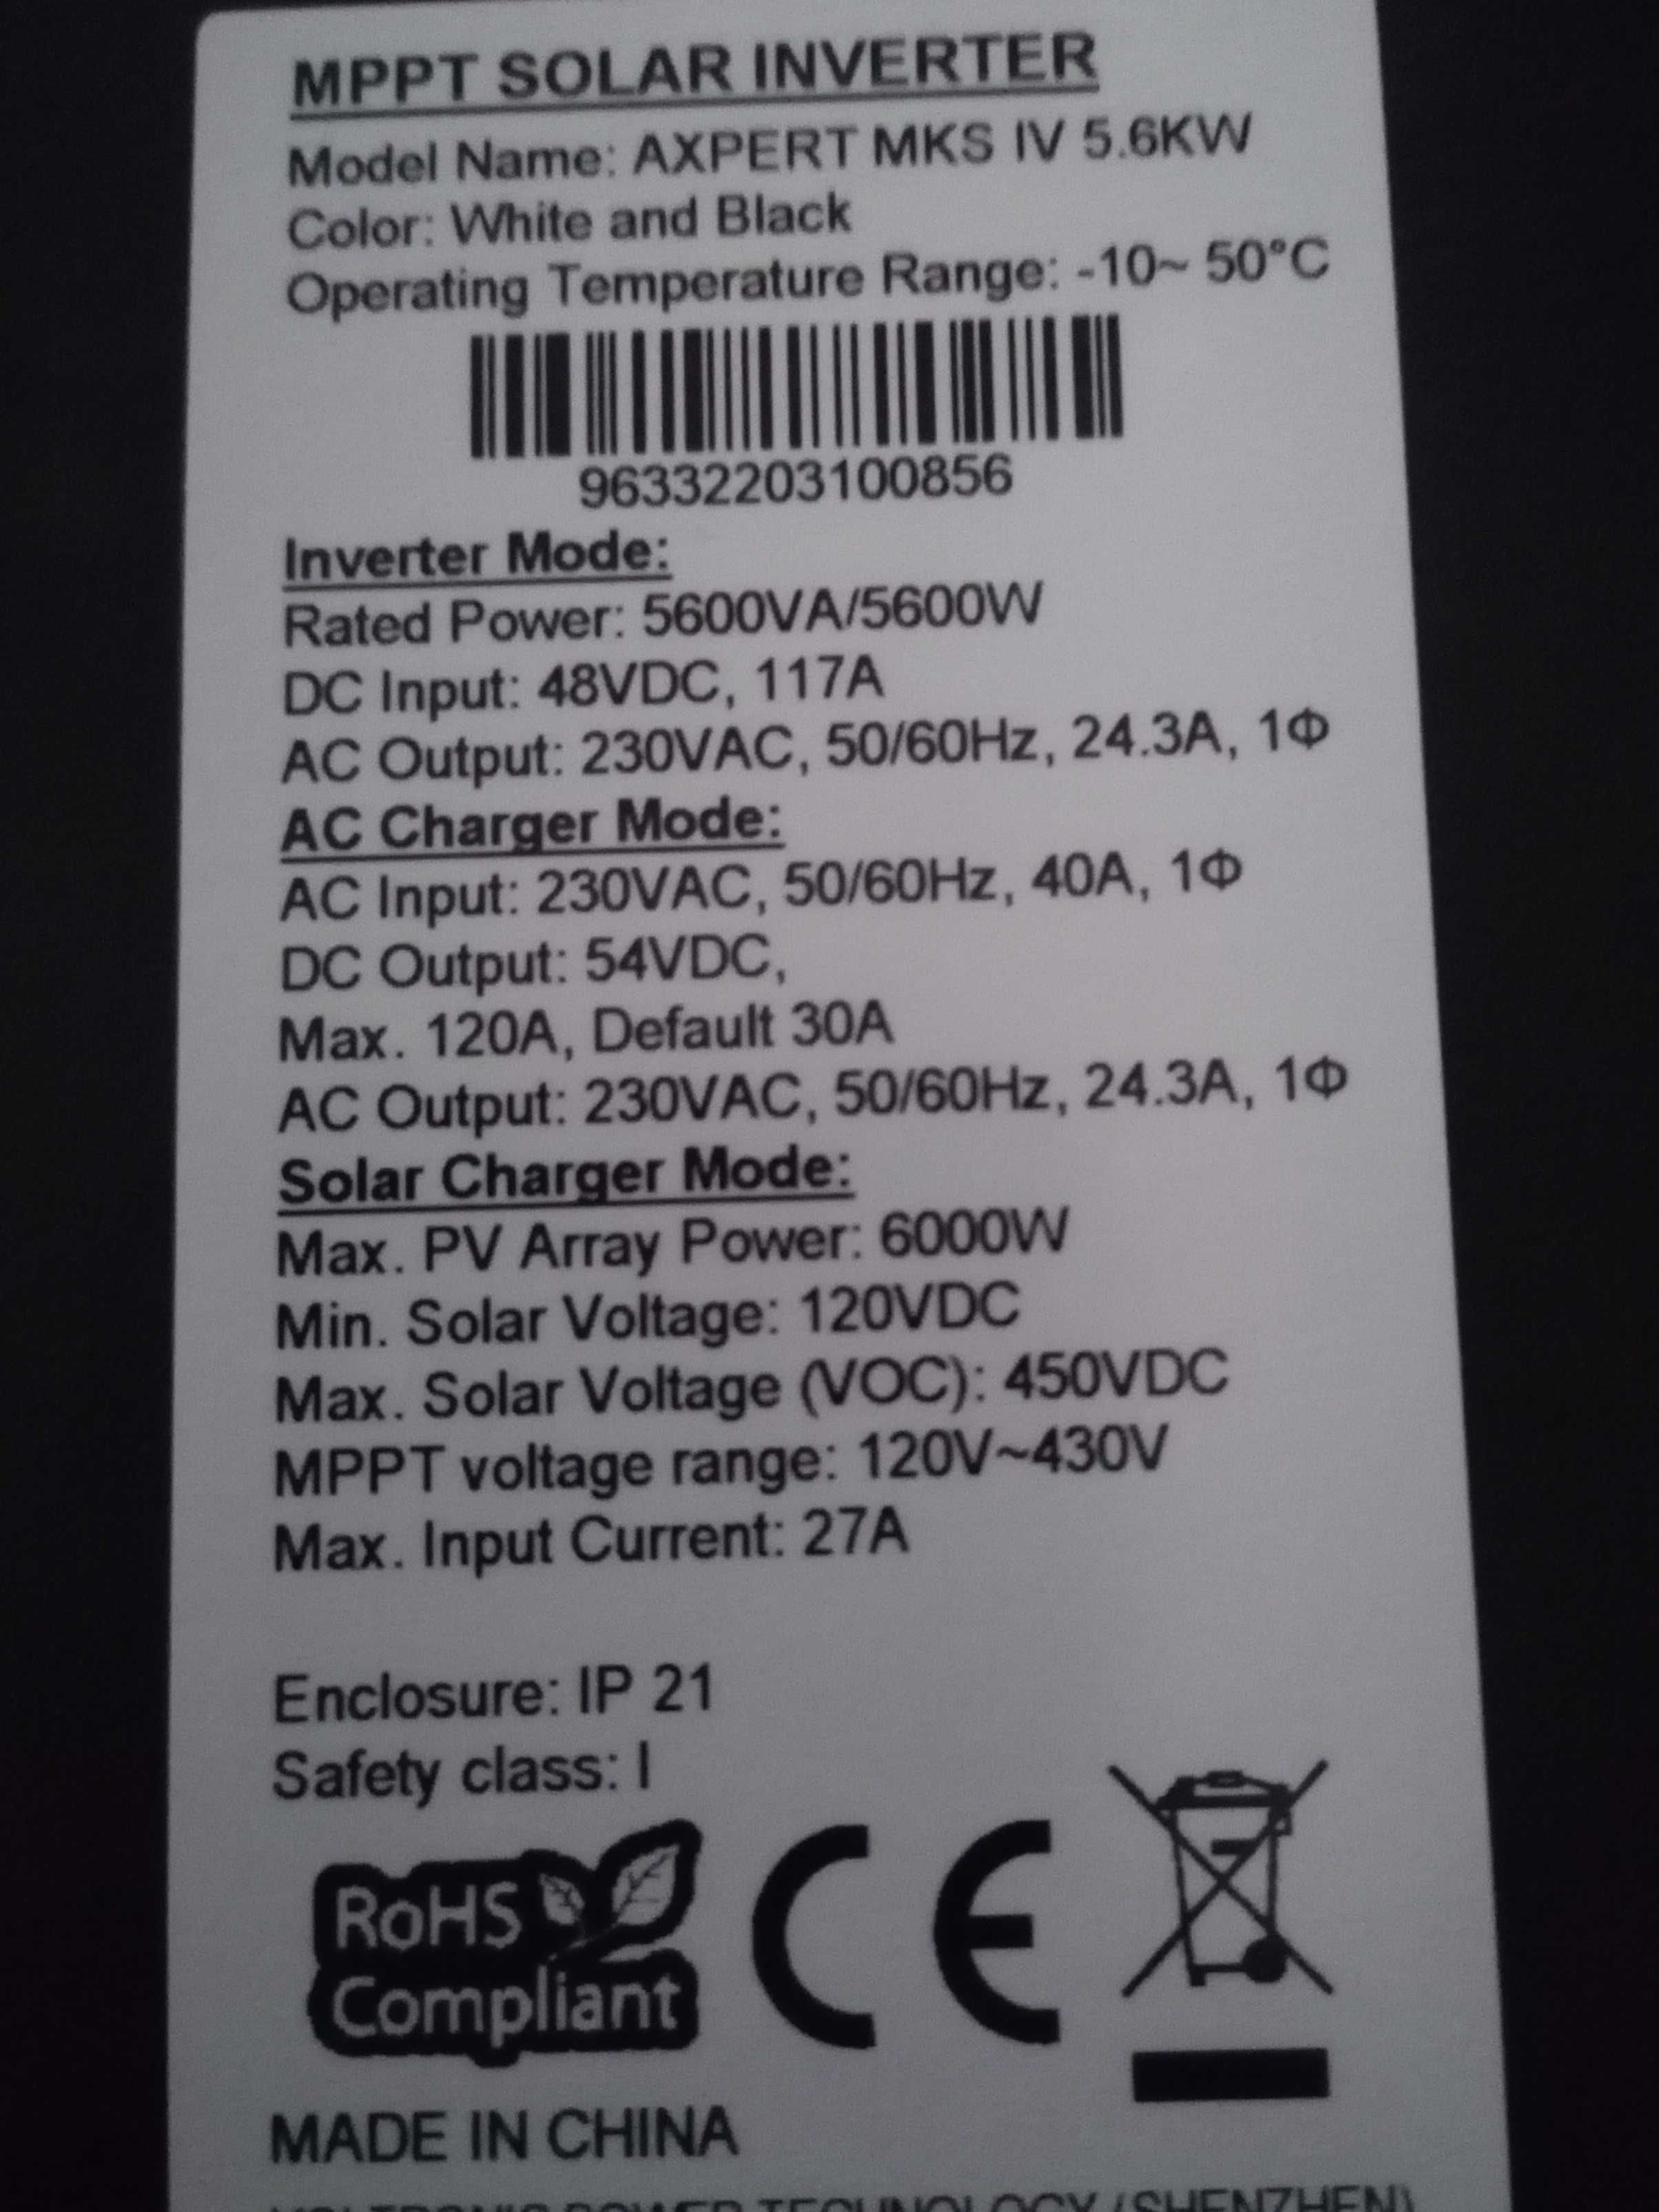 MPPT SOLAR INVERTER
Model Name: AXPERT MKS IV 5.6KW
Color: White and Black
Operating Temperature Range: -10~ 50°C
96332203100856
Inverter Mode:
Rated Power: 5600VA/5600W
DC Input: 48VDC, 117A
AC Output: 230VAC, 50/60Hz, 24.3A, 1Φ
AC Charger Mode:
AC Input: 230VAC, 50/60Hz, 40A, 1Φ
DC Output: 54VDC,
Max. 120A, Default 30A
AC Output: 230VAC, 50/60Hz, 24.3A, 1Φ
Solar Charger Mode:
Max. PV Array Power: 6000W
Min. Solar Voltage: 120VDC
Max. Solar Voltage (VOC): 450VDC
MPPT voltage range: 120V~430V
Max. Input Current: 27A
Enclosure: IP 21
Safety class: I
RoHS
Compliant
CE
MADE IN CHINA
VOLTRONIC POWER TECHNOLOGY (SHENZHEN)